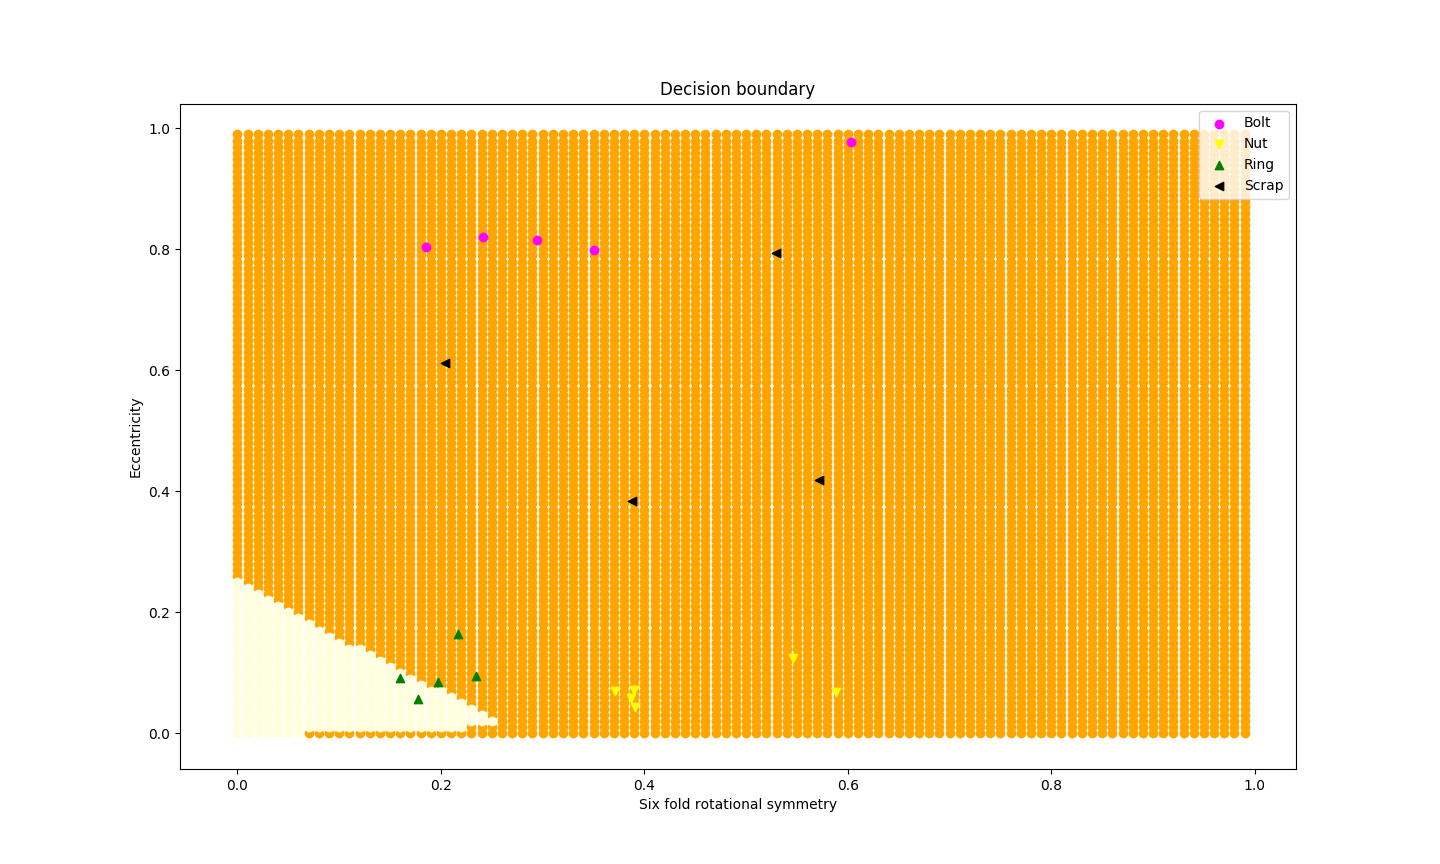 Decision boundary
Bolt
Nut
Ring
Scrap
1.0
0.8
0.6
0.4
0.2
0.0
Eccentricity
0.0 0.2 0.4 0.6 0.8 1.0
Six fold rotational symmetry